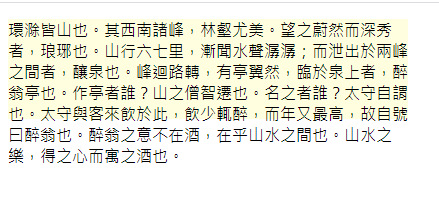 環滁皆山也。其西南諸峰，林壑尤美。望之蔚然而深秀
者，琅琊也。山行六七里，漸聞水聲潺潺；而泄出於兩峰
之間者，釀泉也。峰迴路轉，有亭翼然，臨於泉上者，醉
翁亭也。作亭者誰？山之僧智遷也。名之者誰？太守自謂
也。太守與客來飲於此，飲少輒醉，而年又最高，故自號
曰醉翁也。醉翁之意不在酒，在乎山水之間也。山水之
樂，得之心而寓之酒也。